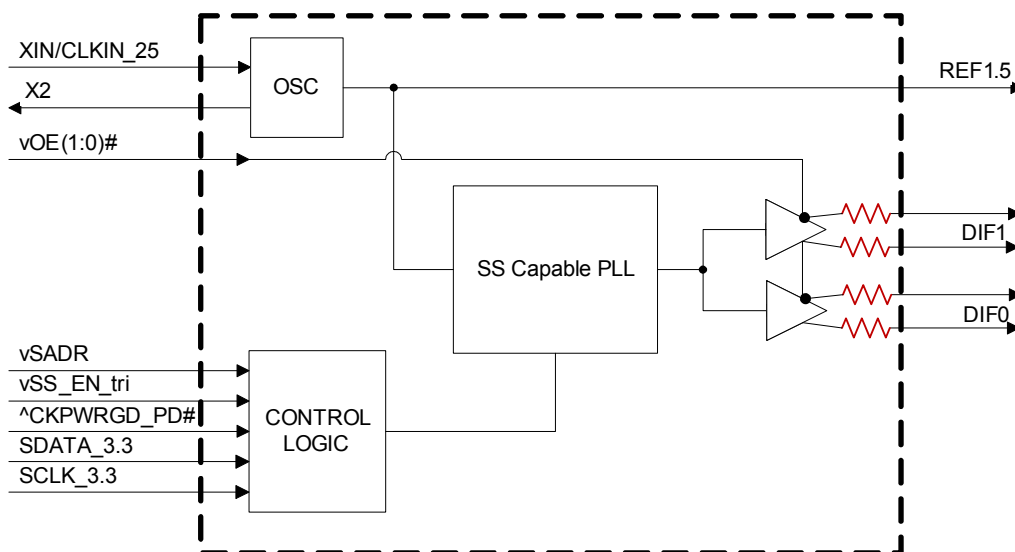 XIN/CLKIN_25
X2
vOE(1:0)#
OSC
REF1.5
SS Capable PLL
DIF1
DIF0
vSADR
vSS_EN_tri
^CKPWRGD_PD#
SDATA_3.3
SCLK_3.3
CONTROL
LOGIC